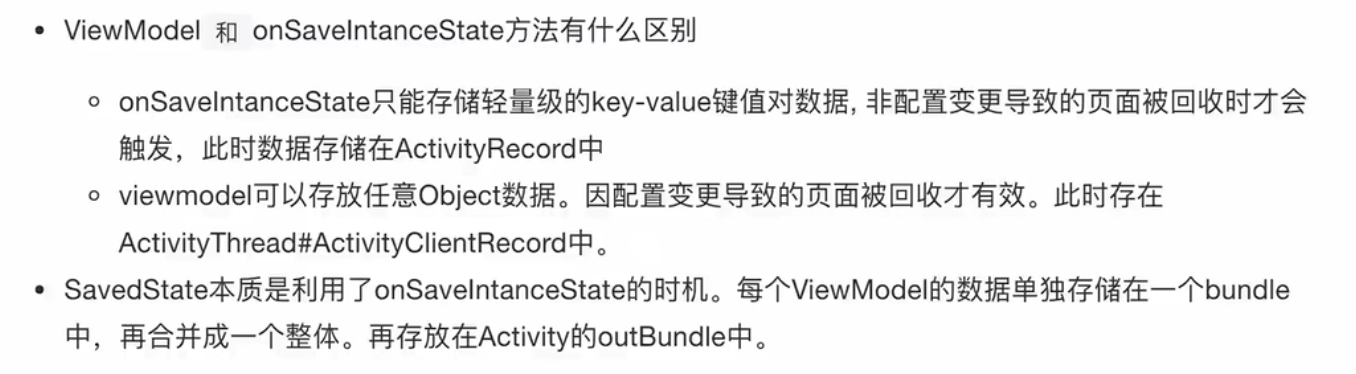 ViewModel 和 onSaveIntanceState方法有什么区别
onSaveIntanceState只能存储轻量级的key-value键值对数据, 非配置变更导致的页面被回收时才会
触发，此时数据存储在ActivityRecord中
viewmodel可以存放任意Object数据。因配置变更导致的页面被回收才有效。此时存在
ActivityThread#ActivityClientRecord中。
SavedState本质是利用了onSaveIntanceState的时机。每个ViewModel的数据单独存储在一个bundle
中，再合并成一个整体。再存放在Activity的outBundle中。